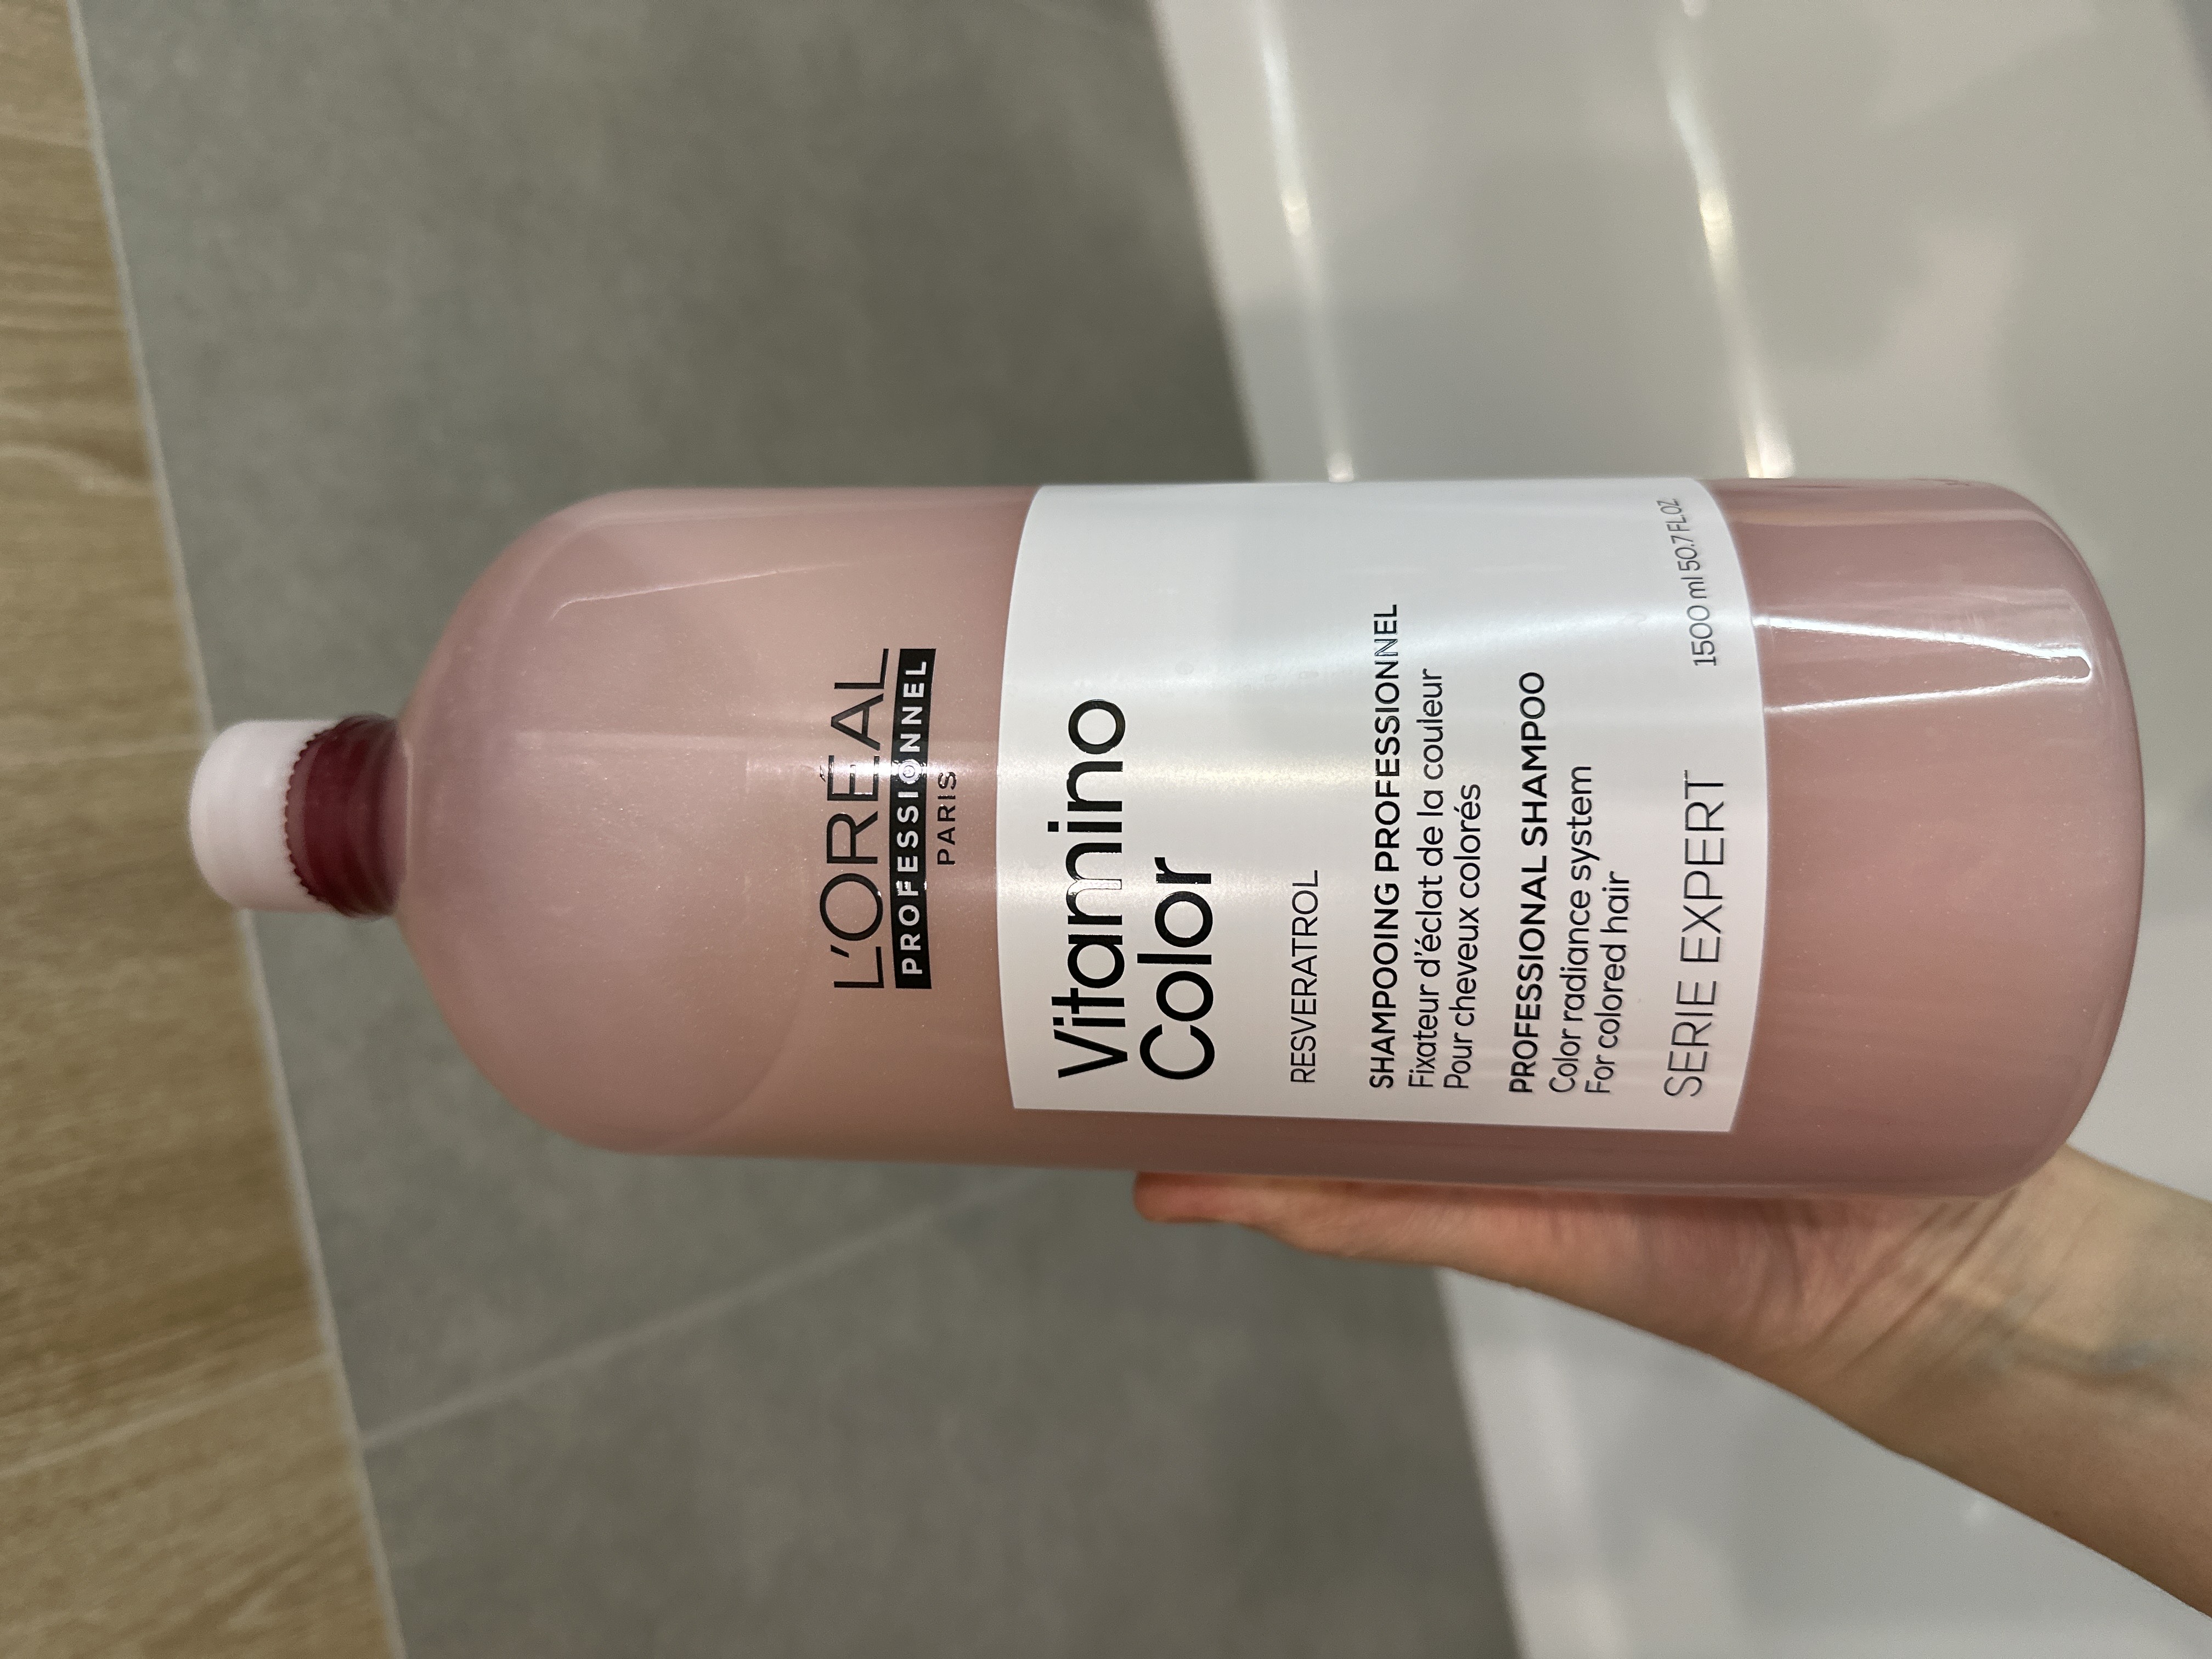 L'ORÉAL
PROFESSIONNEL
PARIS
Vitamino
Color
RESVERATROL
SHAMPOOING PROFESSIONNEL
Fixateur d'éclat de la couleur
Pour cheveux colorés
PROFESSIONAL SHAMPOO
Color radiance system
For colored hair
SERIE EXPERT
1500 ml 50.7 FL.OZ.